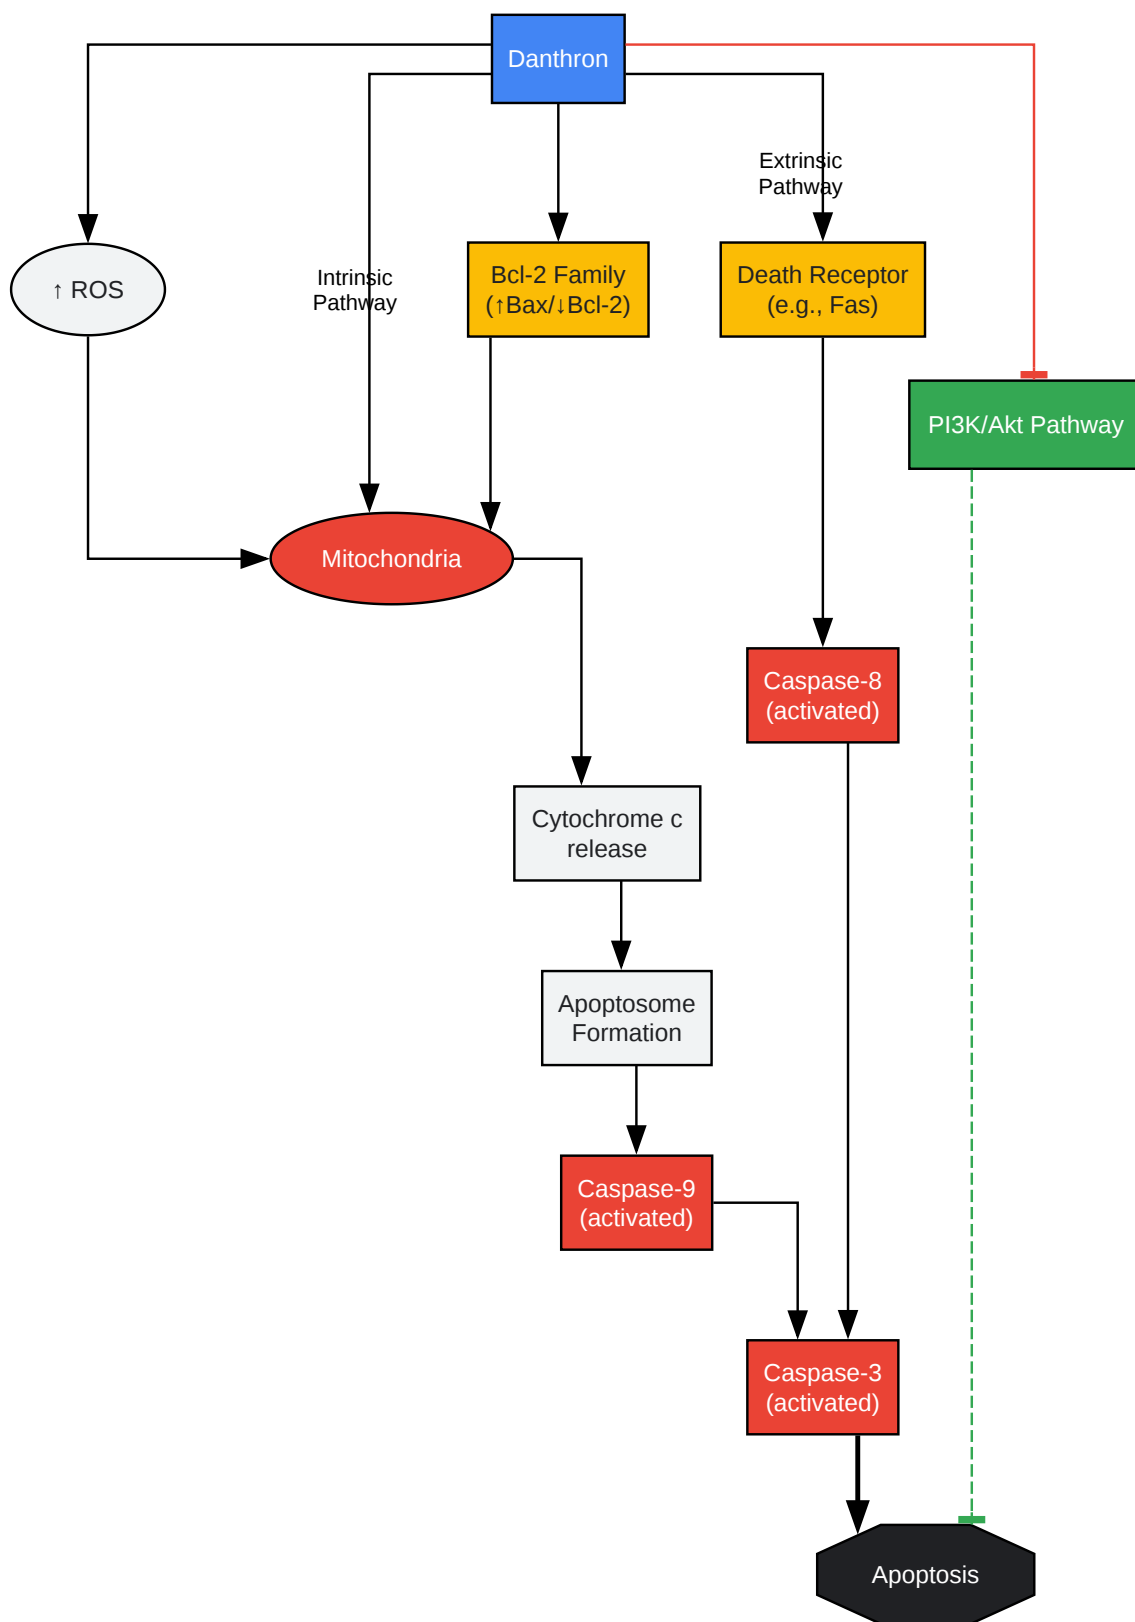 Danthron
Extrinsic
Pathway
↑ ROS
Intrinsic
Pathway
Bcl-2 Family
(↑Bax/↓Bcl-2)
Death Receptor
(e.g., Fas)
PI3K/Akt Pathway
Mitochondria
Caspase-8
(activated)
Cytochrome c
release
Apoptosome
Formation
Caspase-9
(activated)
Caspase-3
(activated)
Apoptosis